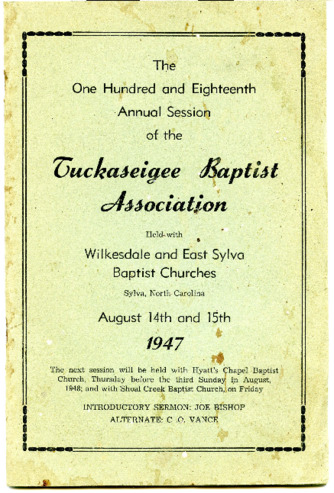 The
One Hundred and Eighteenth
Annual Session
of the
Tuckaseigee Baptist
Association
Held with
Wilkesdale and East Sylva
Baptist Churches
Sylva, North Carolina
August 14th and 15th
1947
The next session will be held with Hyatt's Chapel Baptist
Church, Thursday before the third Sunday in August,
1948; and with Shoal Creek Baptist Church, on Friday
INTRODUCTORY SERMON: JOE BISHOP
ALTERNATE: C. O. VANCE